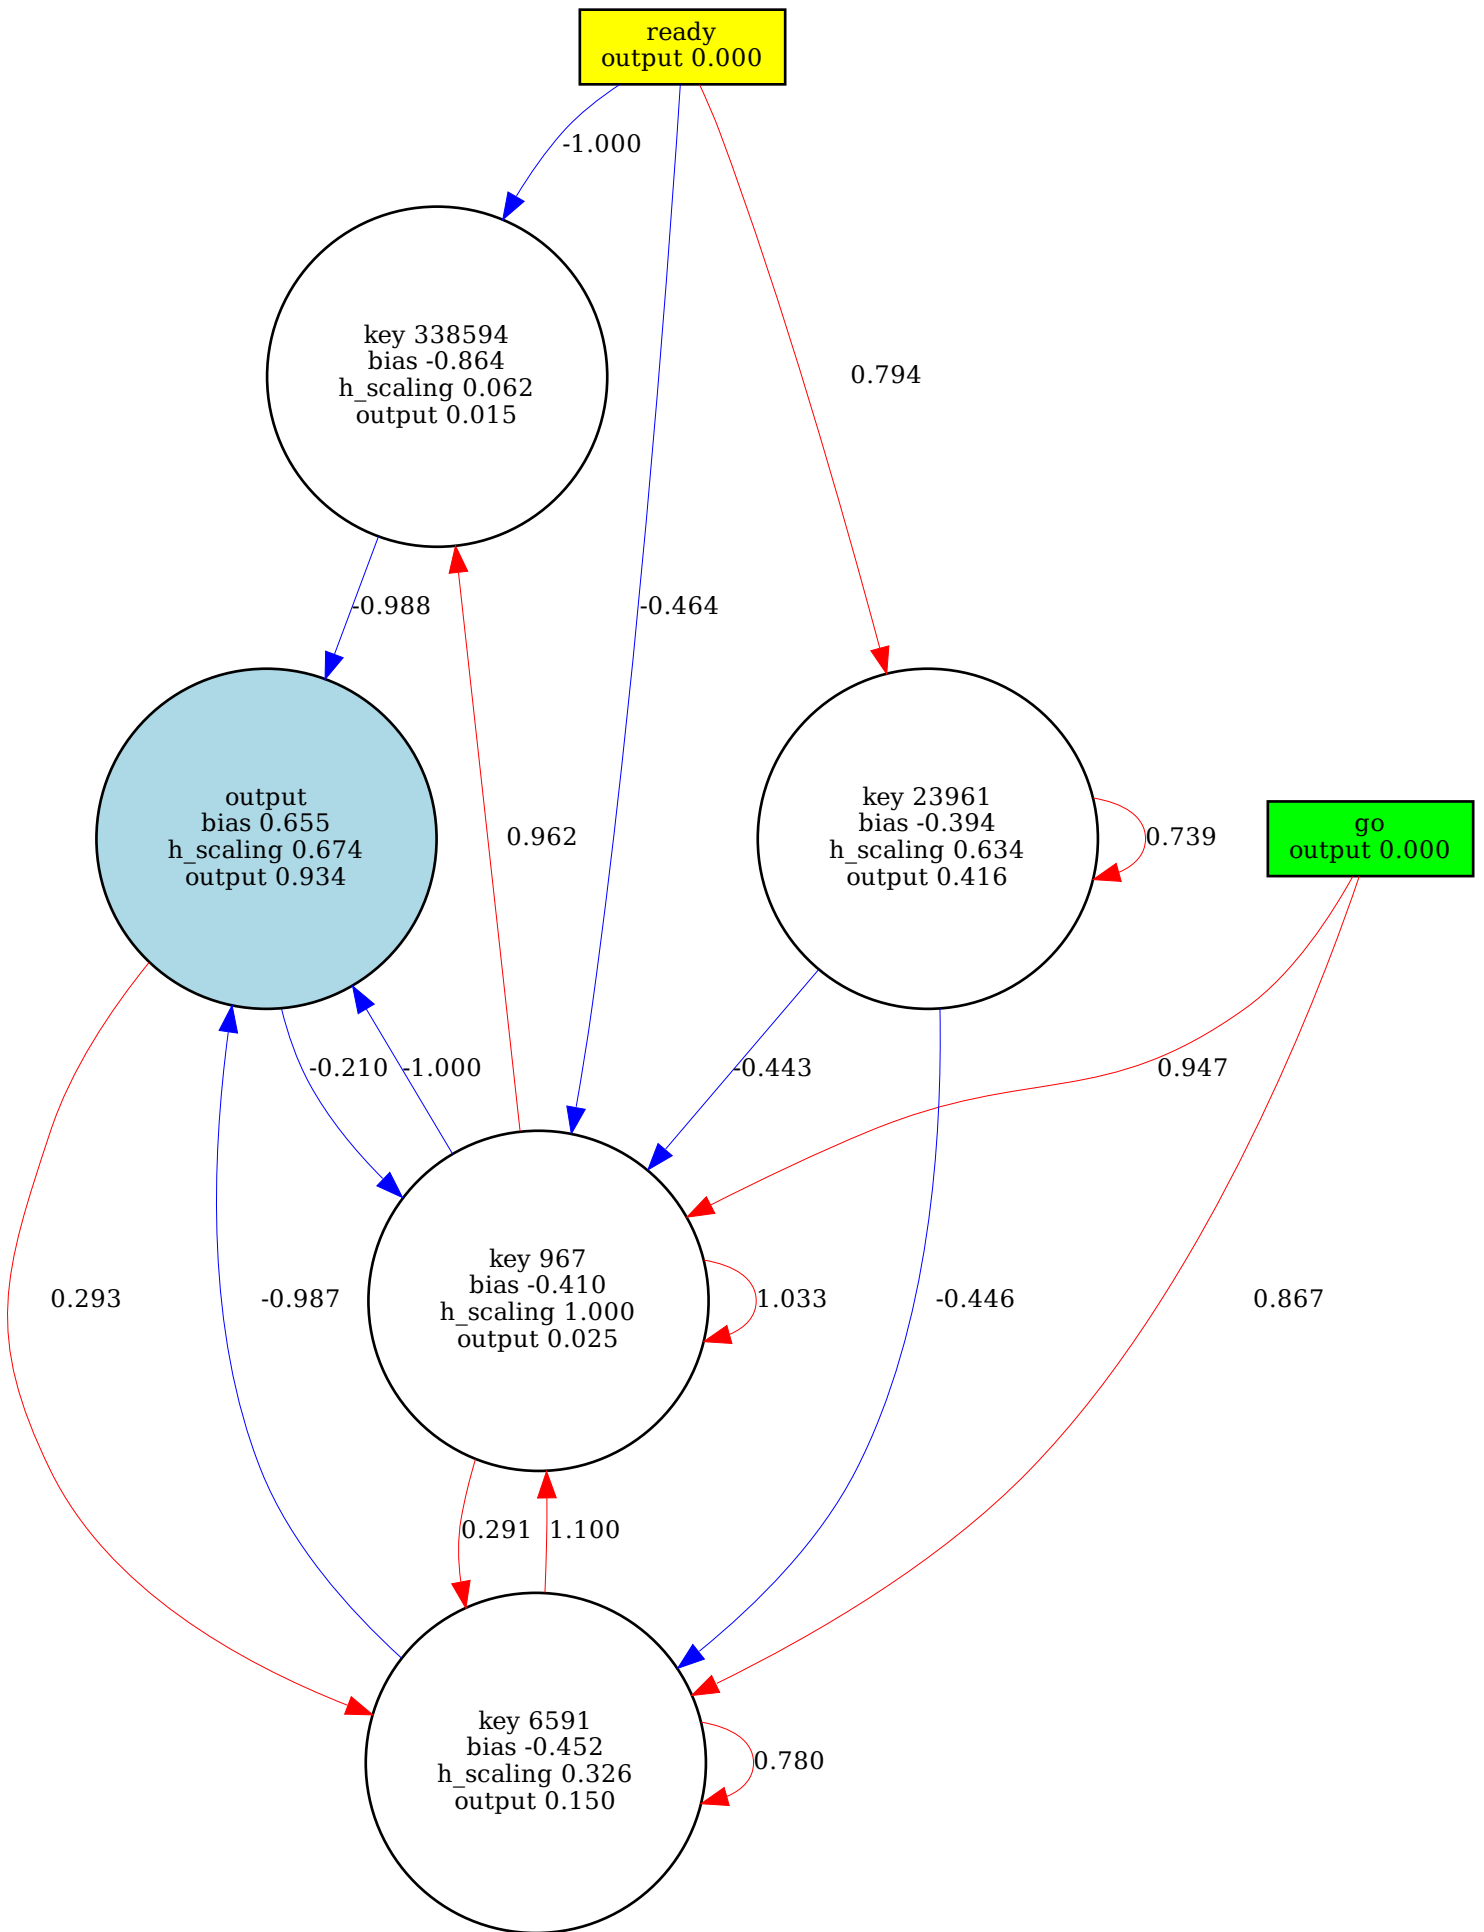 ready
output 0.000
-1.000
key 338594
bias -0.864
h_scaling 0.062
output 0.015
0.794
-0.988
-0.464
output
bias 0.655
h_scaling 0.674
output 0.934
0.962
key 23961
bias -0.394
h_scaling 0.634
output 0.416
0.739
go
output 0.000
-0.210
-1.000
-0.443
0.947
0.293
-0.987
key 967
bias -0.410
h_scaling 1.000
output 0.025
1.033
-0.446
0.867
0.291
1.100
key 6591
bias -0.452
h_scaling 0.326
output 0.150
0.780